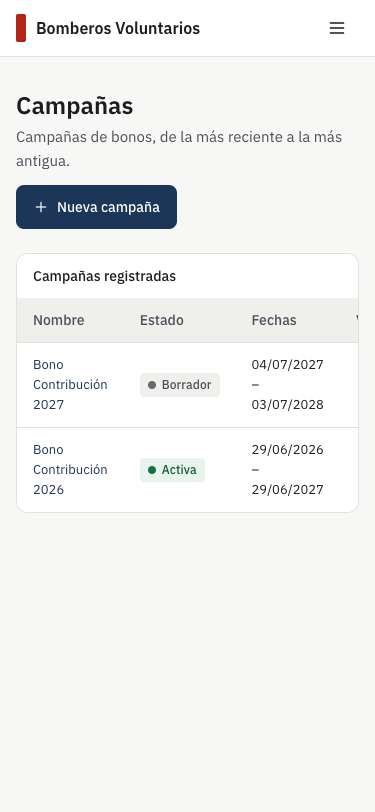 Bomberos Voluntarios
Campañas
Campañas de bonos, de la más reciente a la más
antigua.
Nueva campaña
Campañas registradas
Nombre Estado Fechas
Bono
Contribución
2027
Borrador
04/07/2027
–
03/07/2028
Bono
Contribución
2026
Activa
29/06/2026
–
29/06/2027